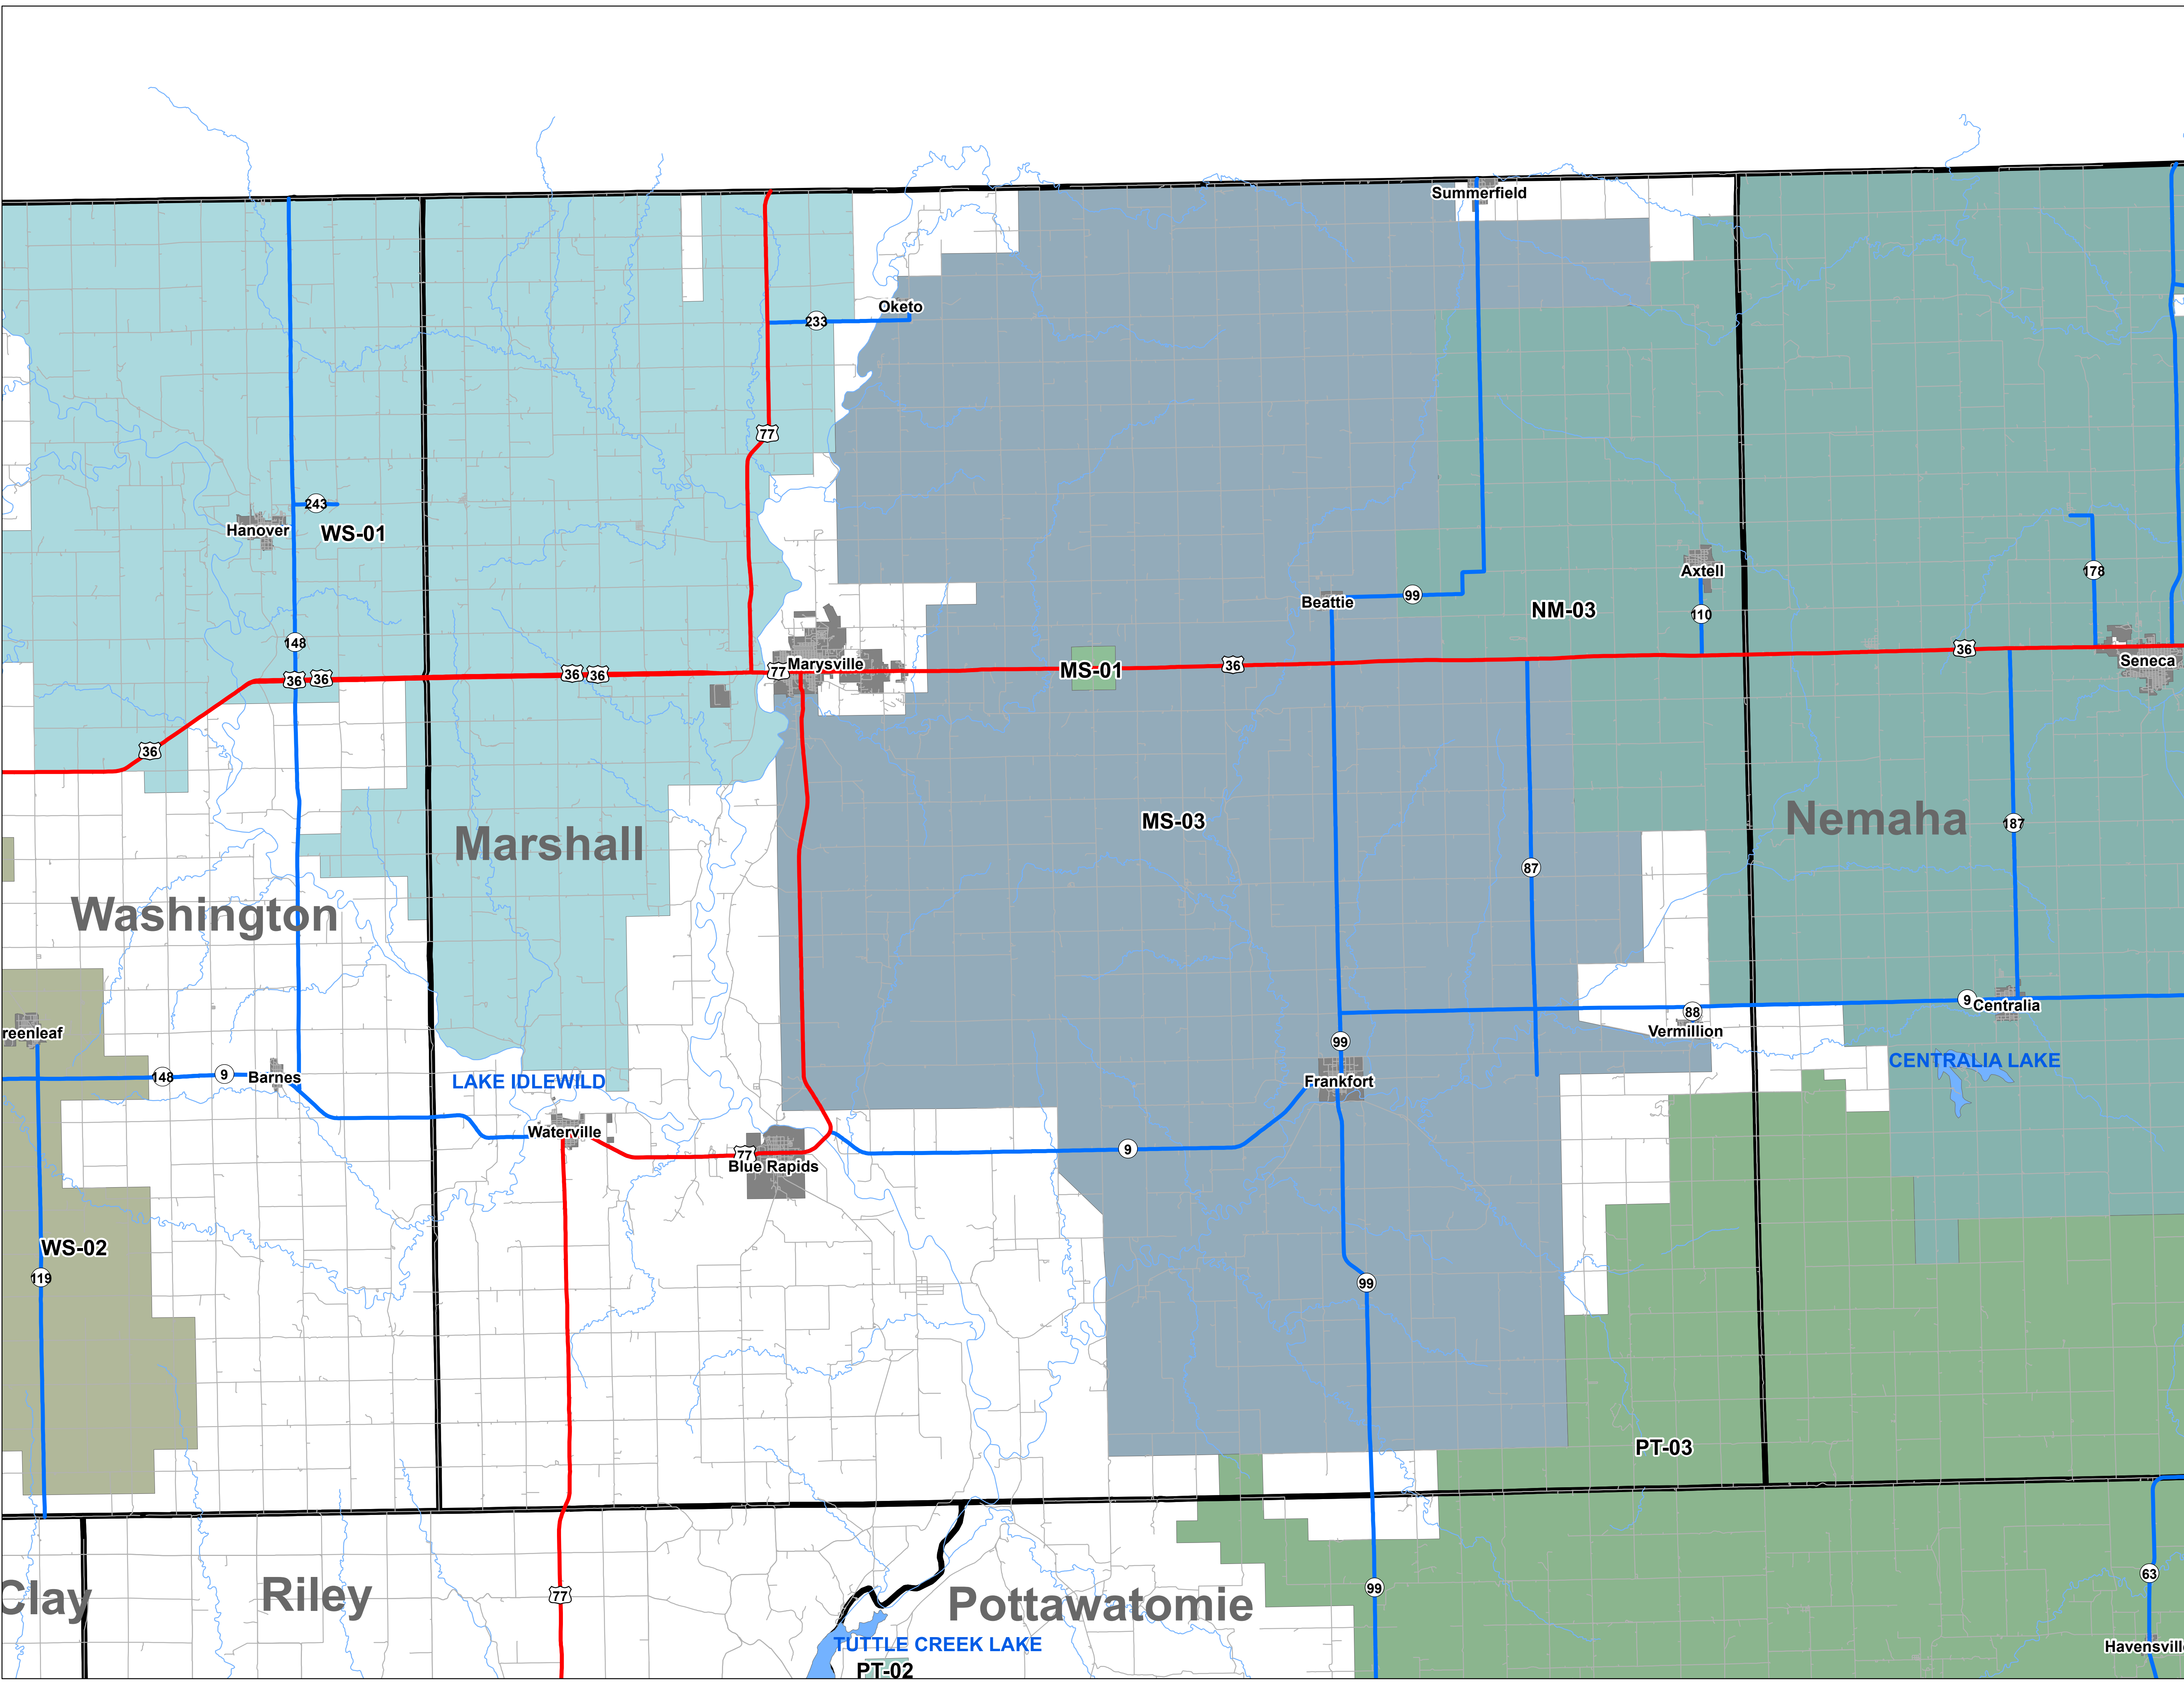 Summerfield
Oketo
233
77
243
Hanover
WS-01
Axtell
178
Beattie
99
NM-03
110
148
36
36
36
36
77
Marysville
MS-01
36
36
Seneca
36
MS-03
Marshall
Nemaha
187
87
Washington
9
Centralia
88
Vermillion
reenleaf
99
CENTRALIA LAKE
148
9
Barnes
LAKE IDLEWILD
Frankfort
Waterville
9
77
Blue Rapids
WS-02
119
99
PT-03
63
99
77
Clay
Riley
Pottawatomie
TUTTLE CREEK LAKE
Havensville
PT-02